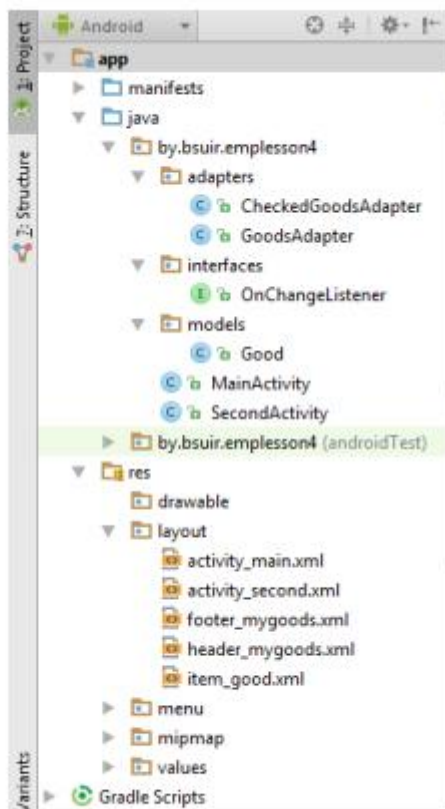 Android
1: Project
7: Structure
app
manifests
java
by.bsuir.emplesson4
adapters
CheckedGoodsAdapter
GoodsAdapter
interfaces
OnChangeListener
models
Good
MainActivity
SecondActivity
by.bsuir.emplesson4 (androidTest)
res
drawable
layout
activity_main.xml
activity_second.xml
footer_mygoods.xml
header_mygoods.xml
item_good.xml
menu
mipmap
values
Gradle Scripts
Variants